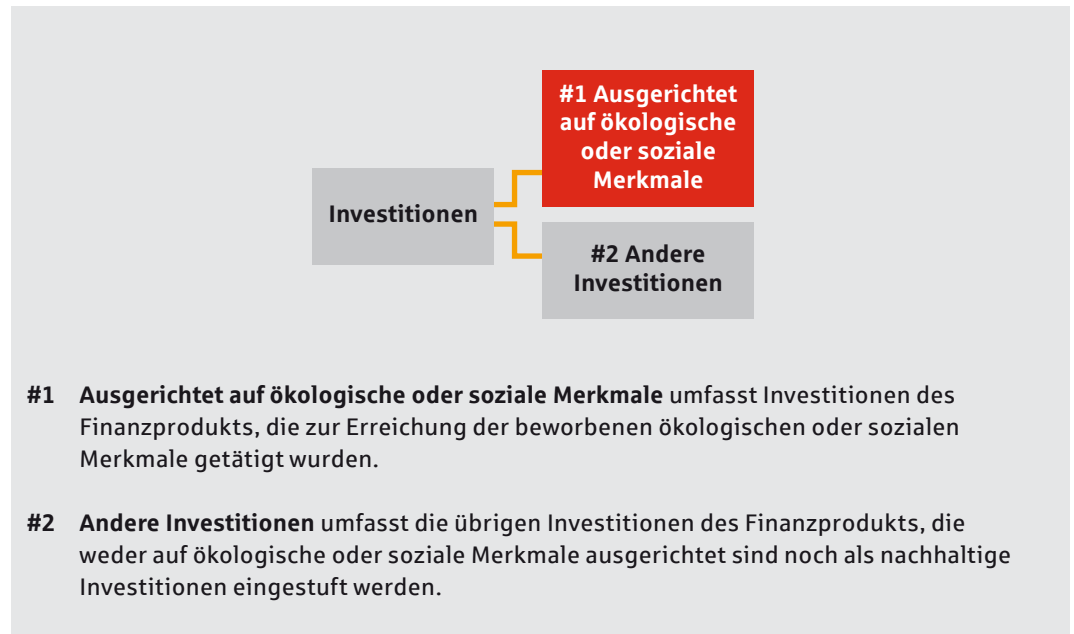 #1 Ausgerichtet
auf ökologische
oder soziale
Merkmale
Investitionen
#2 Andere
Investitionen
#1 Ausgerichtet auf ökologische oder soziale Merkmale umfasst Investitionen des
Finanzprodukts, die zur Erreichung der beworbenen ökologischen oder sozialen
Merkmale getätigt wurden.
#2 Andere Investitionen umfasst die übrigen Investitionen des Finanzprodukts, die
weder auf ökologische oder soziale Merkmale ausgerichtet sind noch als nachhaltige
Investitionen eingestuft werden.